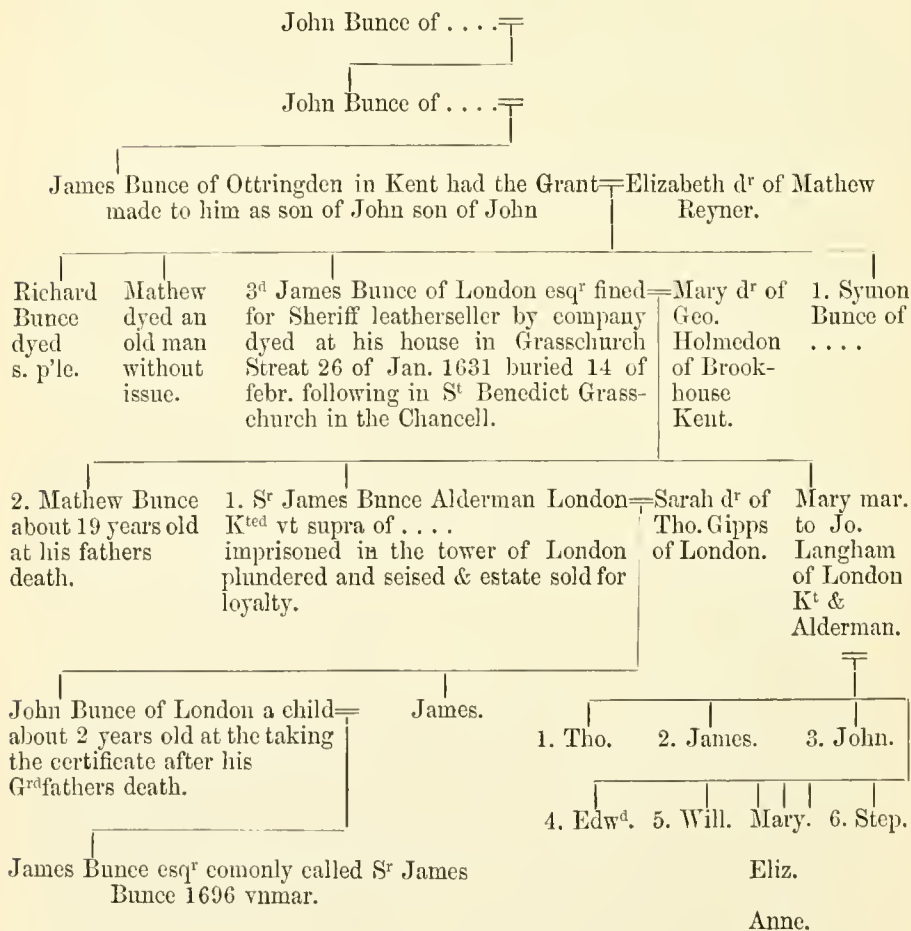 John Bunce of . . . .
John Bunce of . . . .
James Bunce of Ottringden in Kent had the Grant
made to him as son of John son of John
Elizabeth dʳ of Mathew
Reyner.
Richard
Bunce
dyed
s. p'le.
Mathew
dyed an
old man
without
issue.
3ᵈ James Bunce of London esqʳ fined
for Sheriff leatherseller by company
dyed at his house in Grasschurch
Streat 26 of Jan. 1631 buried 14 of
febr. following in Sᵗ Benedict Grass-
church in the Chancell.
Mary dʳ of
Geo.
Holmedon
of Brook-
house
Kent.
1. Symon
Bunce of
. . . .
2. Mathew Bunce
about 19 years old
at his fathers
death.
1. Sʳ James Bunce Alderman London
Kᵗᵉᵈ vt supra of . . . .
imprisoned in the tower of London
plundered and seised & estate sold for
loyalty.
Sarah dʳ of
Tho. Gipps
of London.
Mary mar.
to Jo.
Langham
of London
Kᵗ &
Alderman.
John Bunce of London a child
about 2 years old at the taking
the certificate after his
Gʳᵈfathers death.
James.
1. Tho. 2. James. 3. John.
4. Edwᵈ. 5. Will. Mary. 6. Step.
Eliz.
Anne.
James Bunce esqʳ comonly called Sʳ James
Bunce 1696 vnmar.